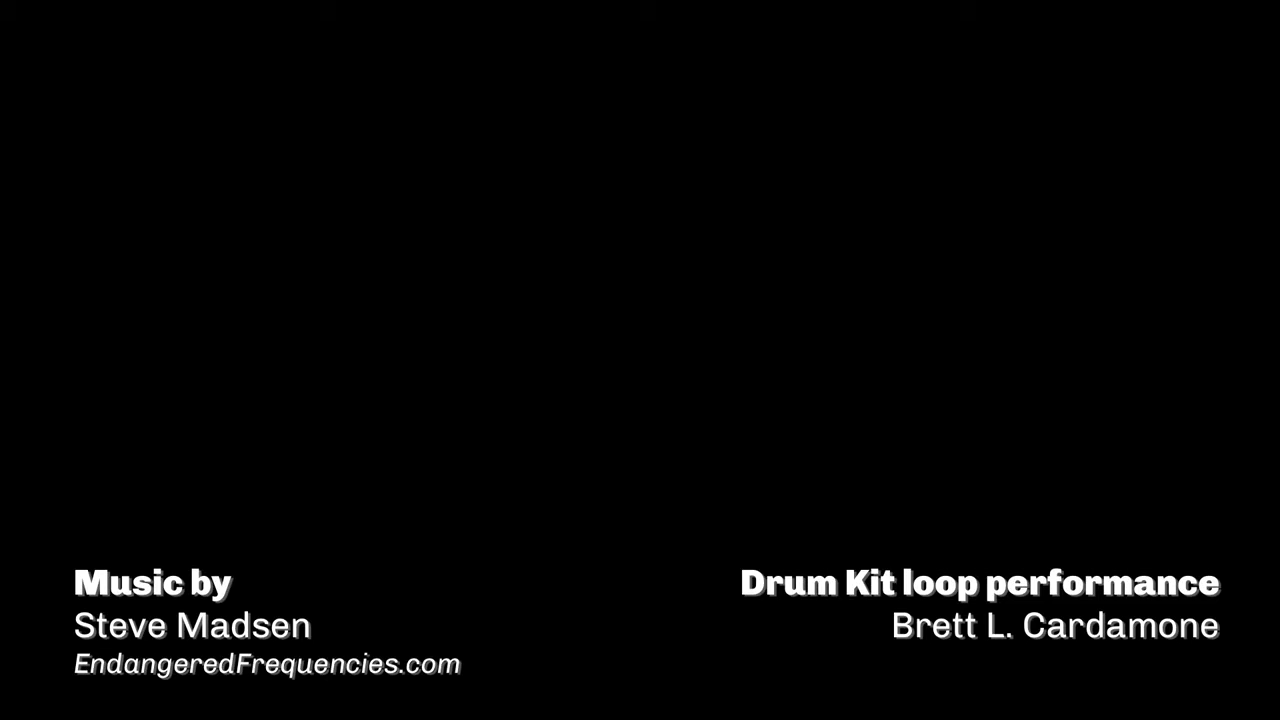 Music by
Steve Madsen
EndangeredFrequencies.com
Drum Kit loop performance
Brett L. Cardamone